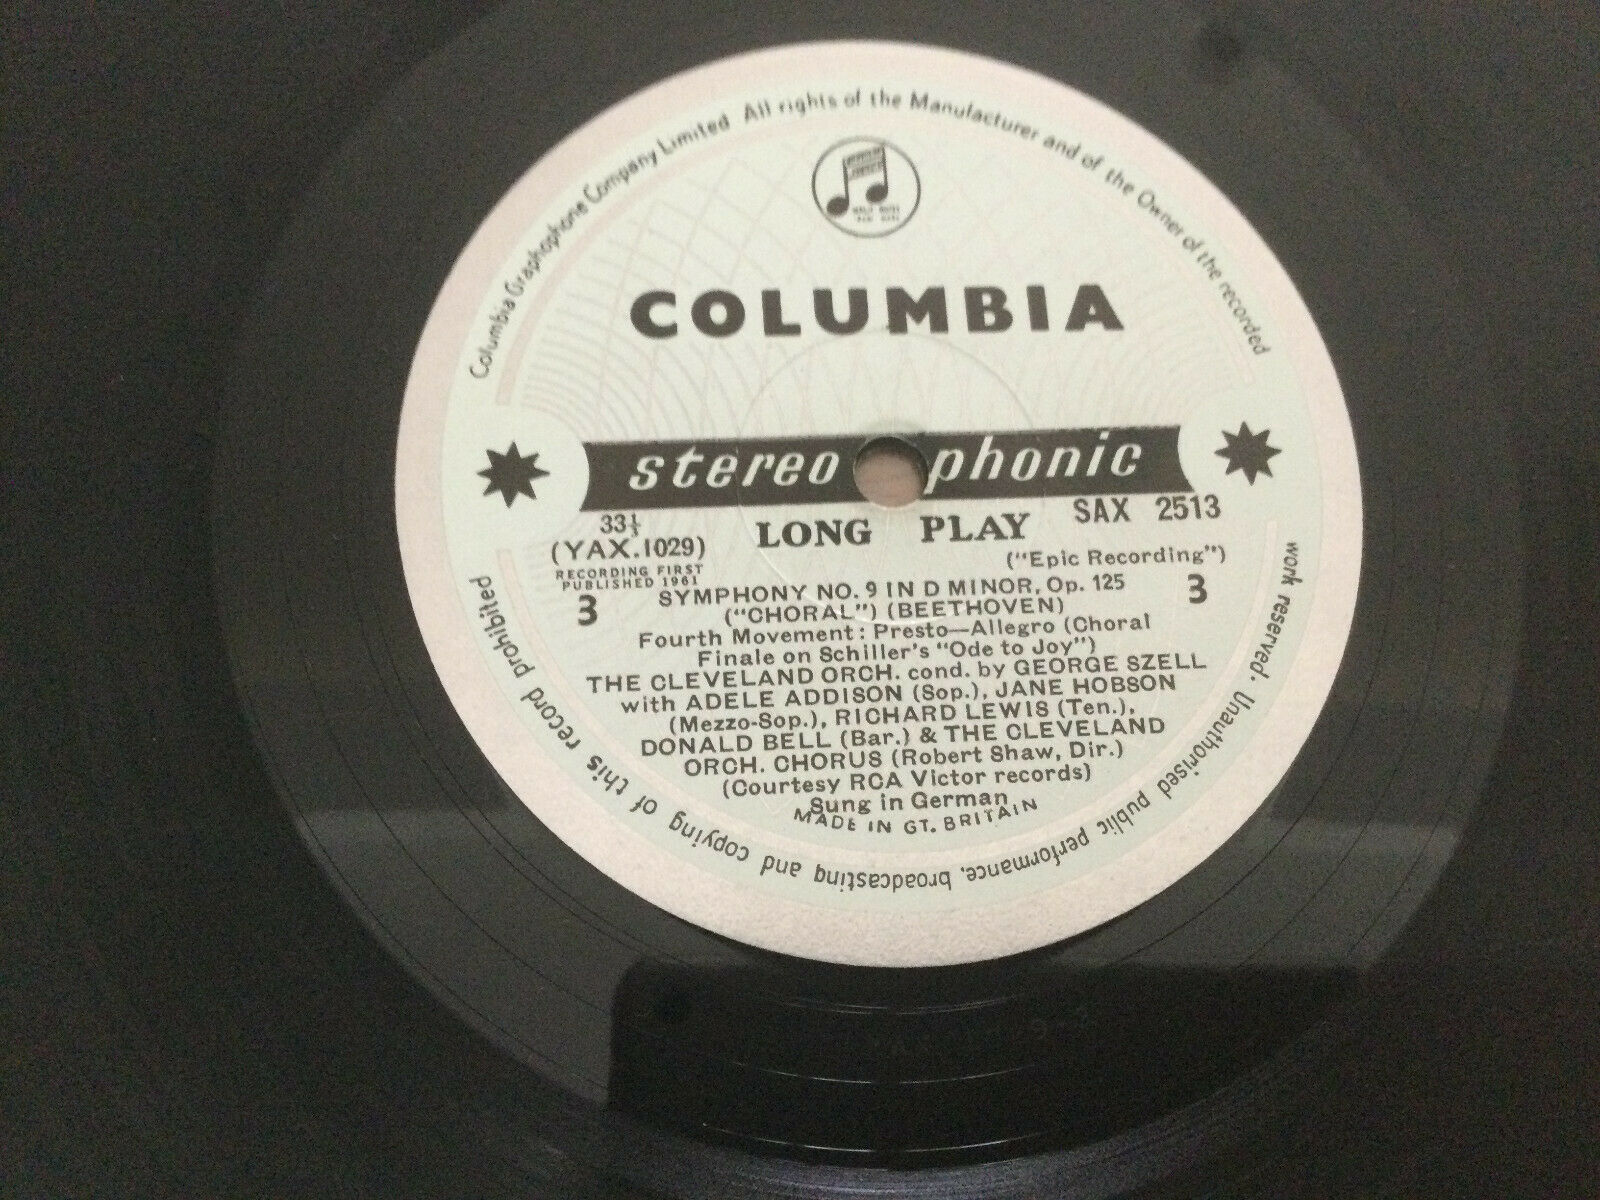 Columbia Graphophone Company Limited All rights of the Manufacturer and of the Owner of the recorded
work reserved. Unauthorised public performance, broadcasting and copying of this record prohibited
COLUMBIA
stereophonic
33⅓
LONG PLAY
SAX 2513
(YAX.1029)
("Epic Recording")
RECORDING FIRST
PUBLISHED 1961
3
3
SYMPHONY NO. 9 IN D MINOR, Op. 125
("CHORAL") (BEETHOVEN)
Fourth Movement: Presto—Allegro (Choral
Finale on Schiller's "Ode to Joy")
THE CLEVELAND ORCH. cond. by GEORGE SZELL
with ADELE ADDISON (Sop.), JANE HOBSON
(Mezzo-Sop.), RICHARD LEWIS (Ten.),
DONALD BELL (Bar.) & THE CLEVELAND
ORCH. CHORUS (Robert Shaw, Dir.)
(Courtesy RCA Victor records)
Sung in German
MADE IN GT. BRITAIN